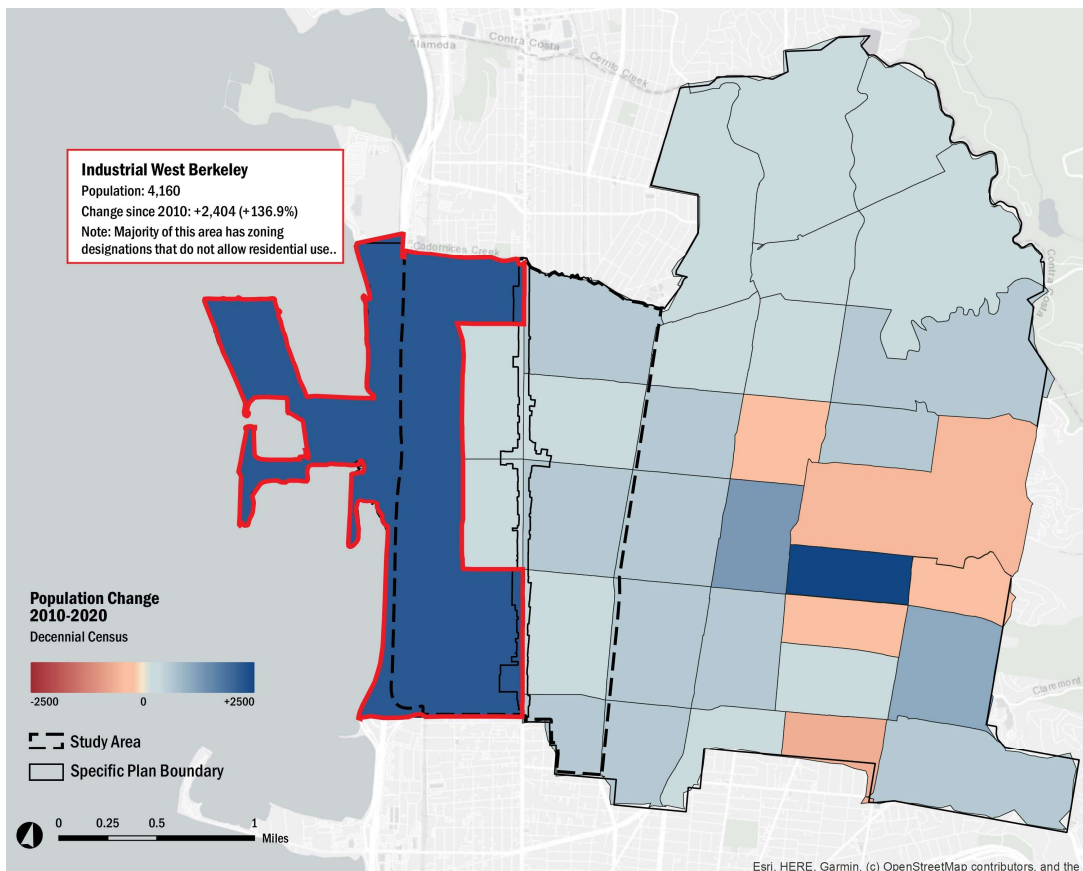 Contra Costa
Alameda
Cerrito Creek
Industrial West Berkeley
Population: 4,160
Change since 2010: +2,404 (+136.9%)
Note: Majority of this area has zoning
designations that do not allow residential use..
Codornices Creek
Contra Costa
Population Change
2010-2020
Decennial Census
-2500
0
+2500
Claremont
Study Area
Specific Plan Boundary
0
0.25
0.5
1
Miles
Esri, HERE, Garmin, (c) OpenStreetMap contributors, and the